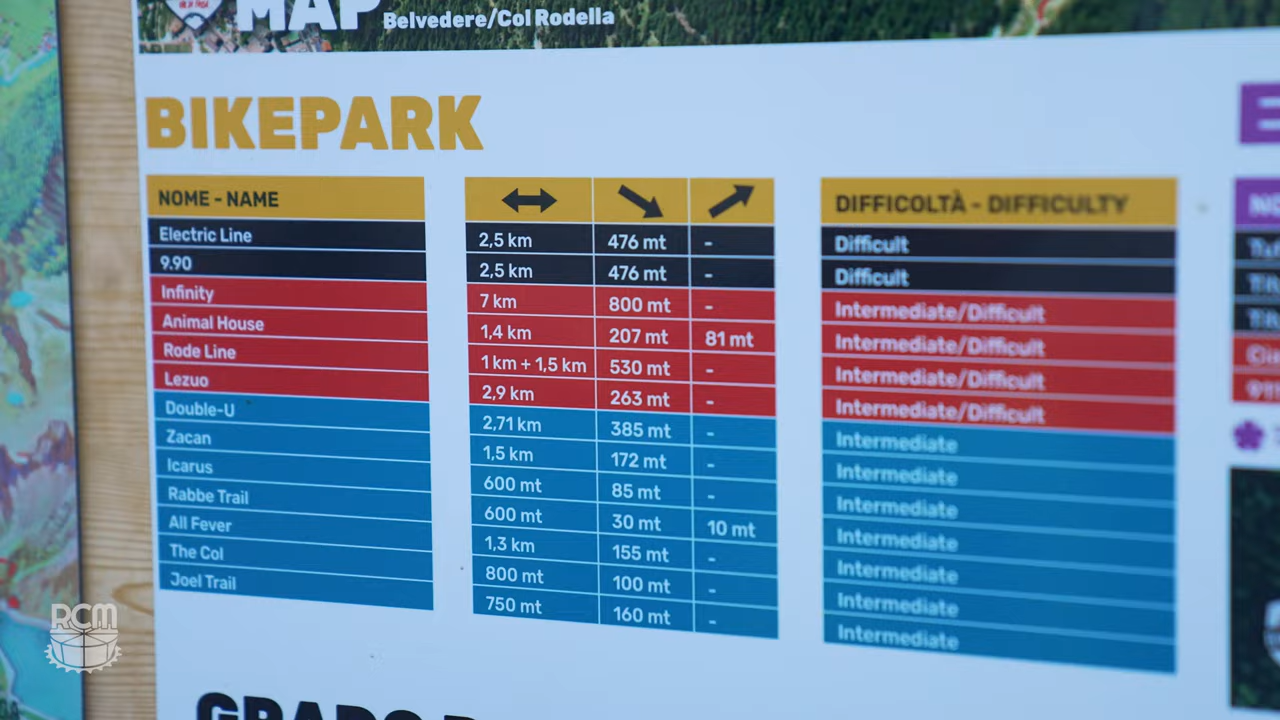 MAP Belvedere/Col Rodella
BIKEPARK
NOME - NAME DIFFICOLTÀ - DIFFICULTY
Electric Line 2,5 km 476 mt - Difficult
9.90 2,5 km 476 mt - Difficult
Infinity 7 km 800 mt - Intermediate/Difficult
Animal House 1,4 km 207 mt 81 mt Intermediate/Difficult
Rode Line 1 km + 1,5 km 530 mt - Intermediate/Difficult
Lezuo 2,9 km 263 mt - Intermediate/Difficult
Double-U 2,71 km 385 mt - Intermediate
Zacan 1,5 km 172 mt - Intermediate
Icarus 600 mt 85 mt - Intermediate
Rabbe Trail 600 mt 30 mt 10 mt Intermediate
All Fever 1,3 km 155 mt - Intermediate
The Col 800 mt 100 mt - Intermediate
Joel Trail 750 mt 160 mt - Intermediate
RCM